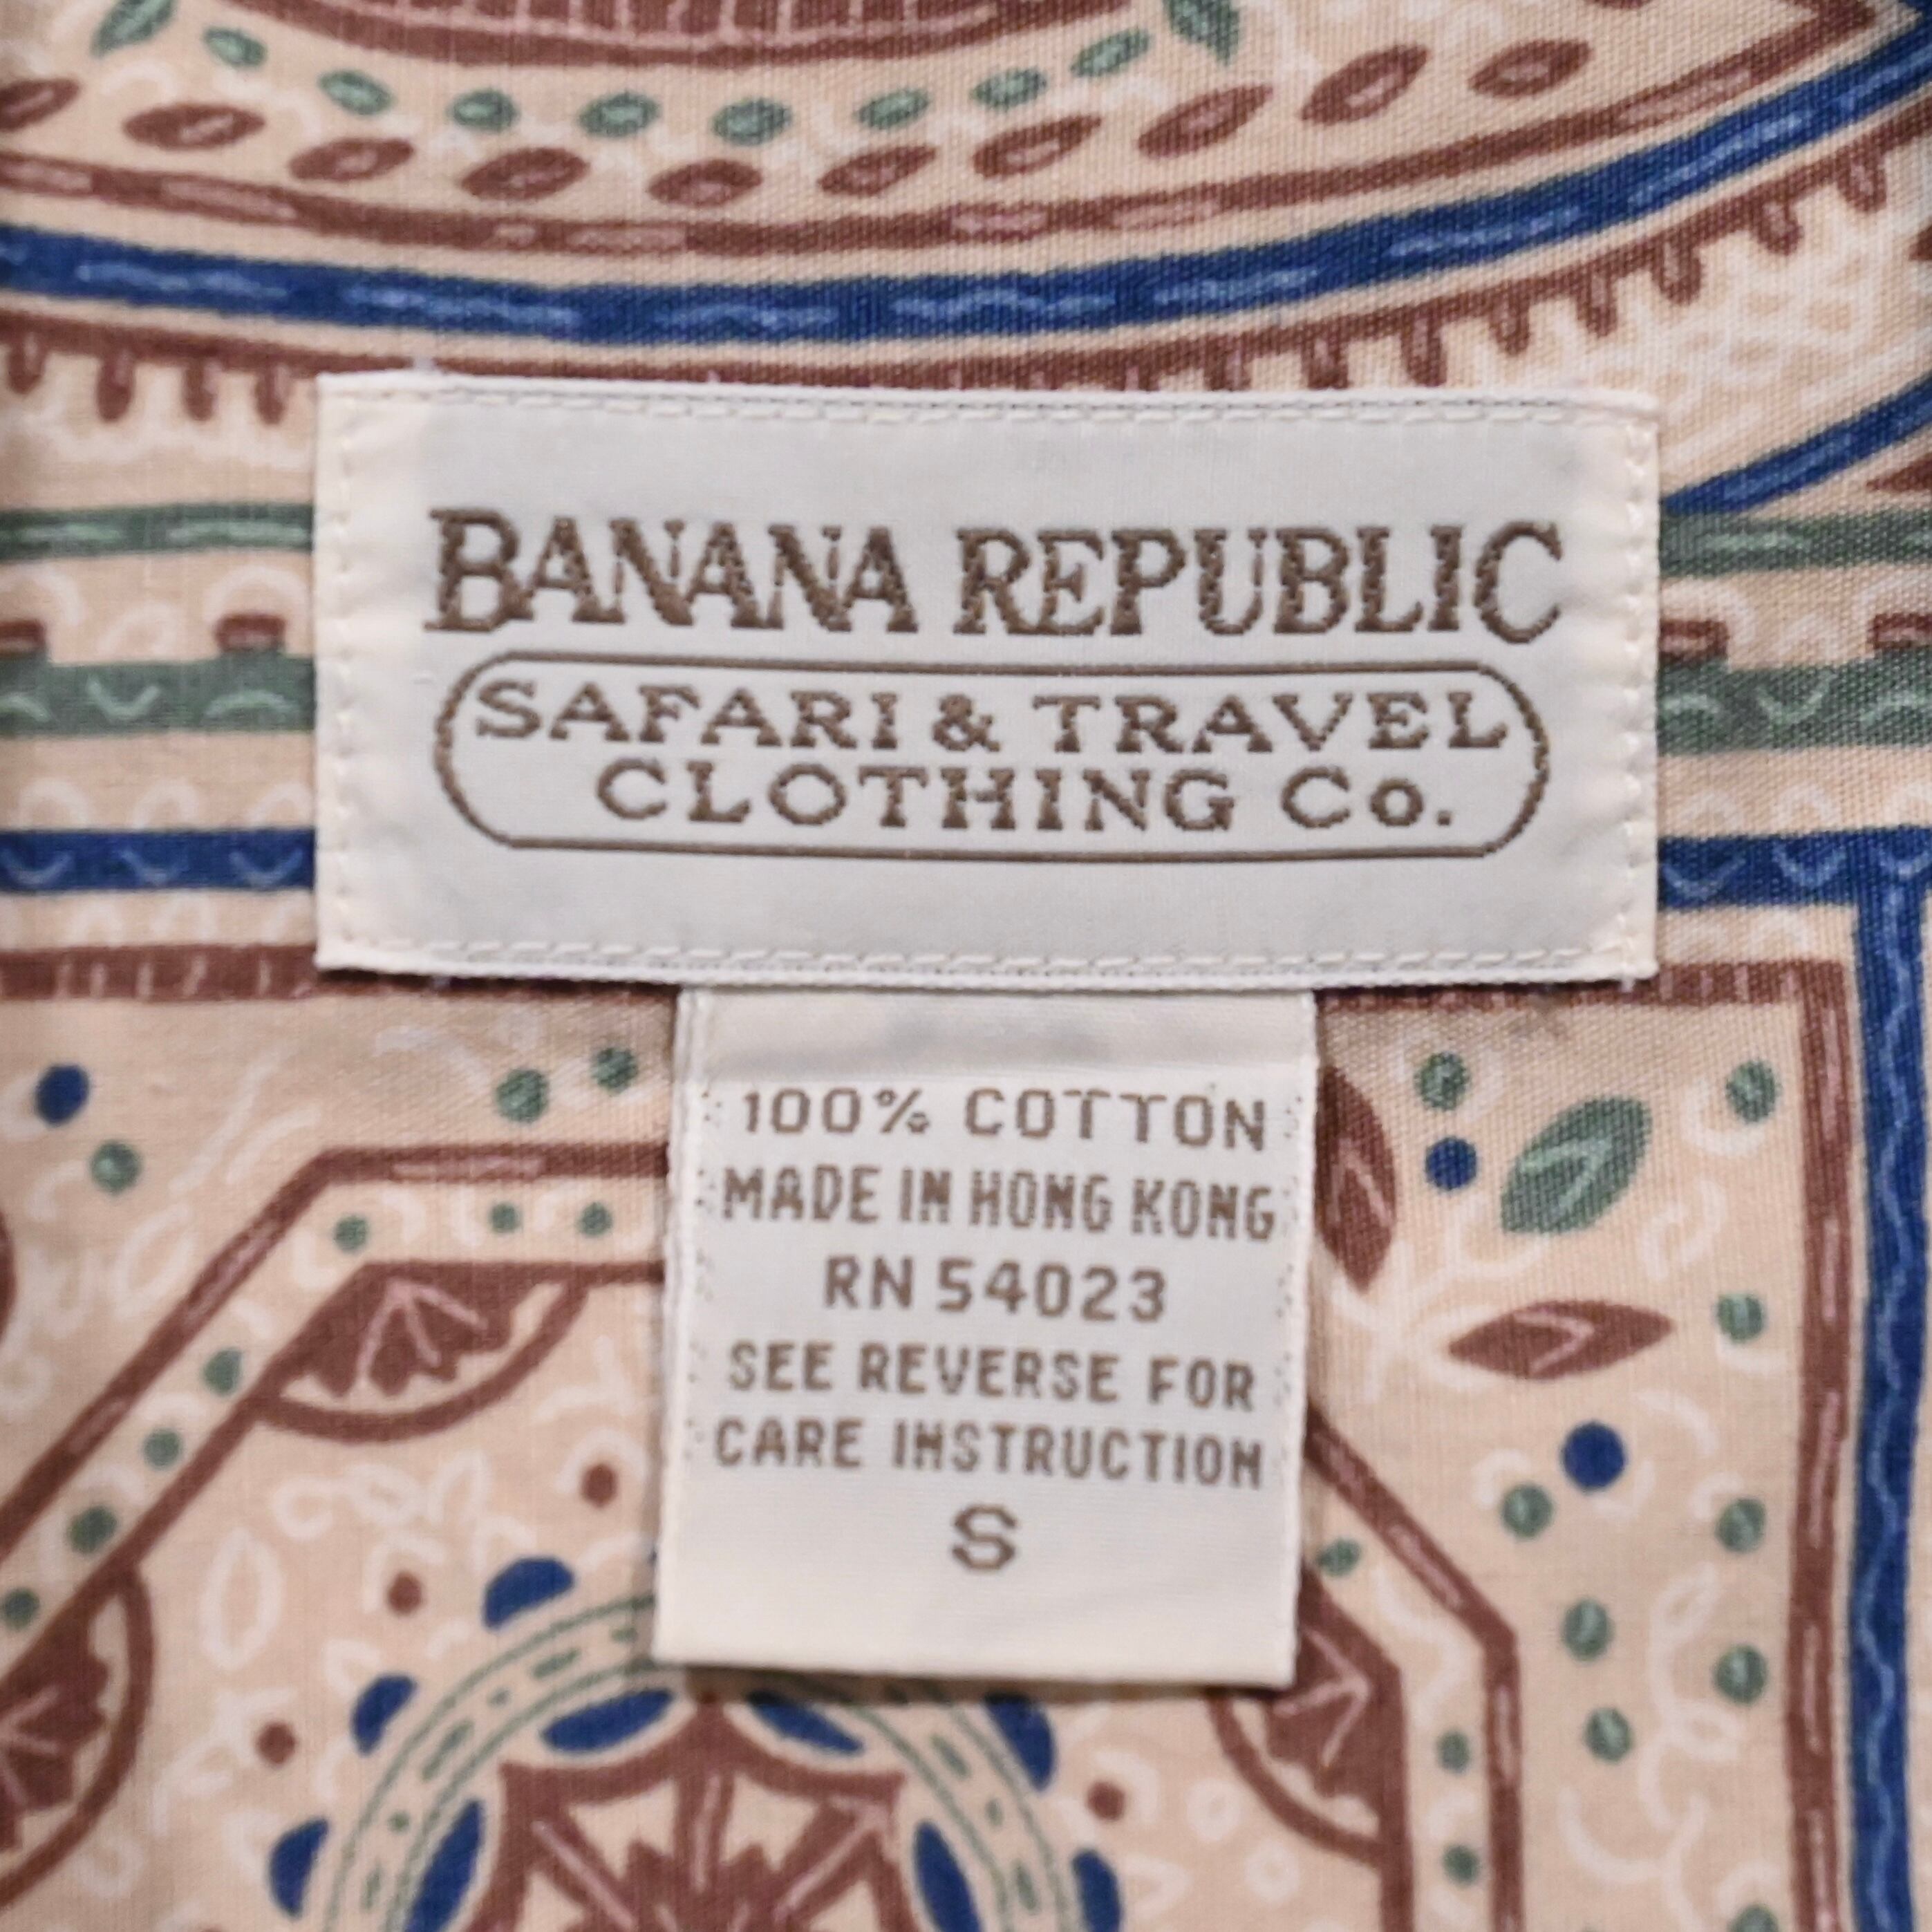 BANANA REPUBLIC
SAFARI & TRAVEL
CLOTHING Co.
100% COTTON
MADE IN HONG KONG
RN 54023
SEE REVERSE FOR
CARE INSTRUCTION
S